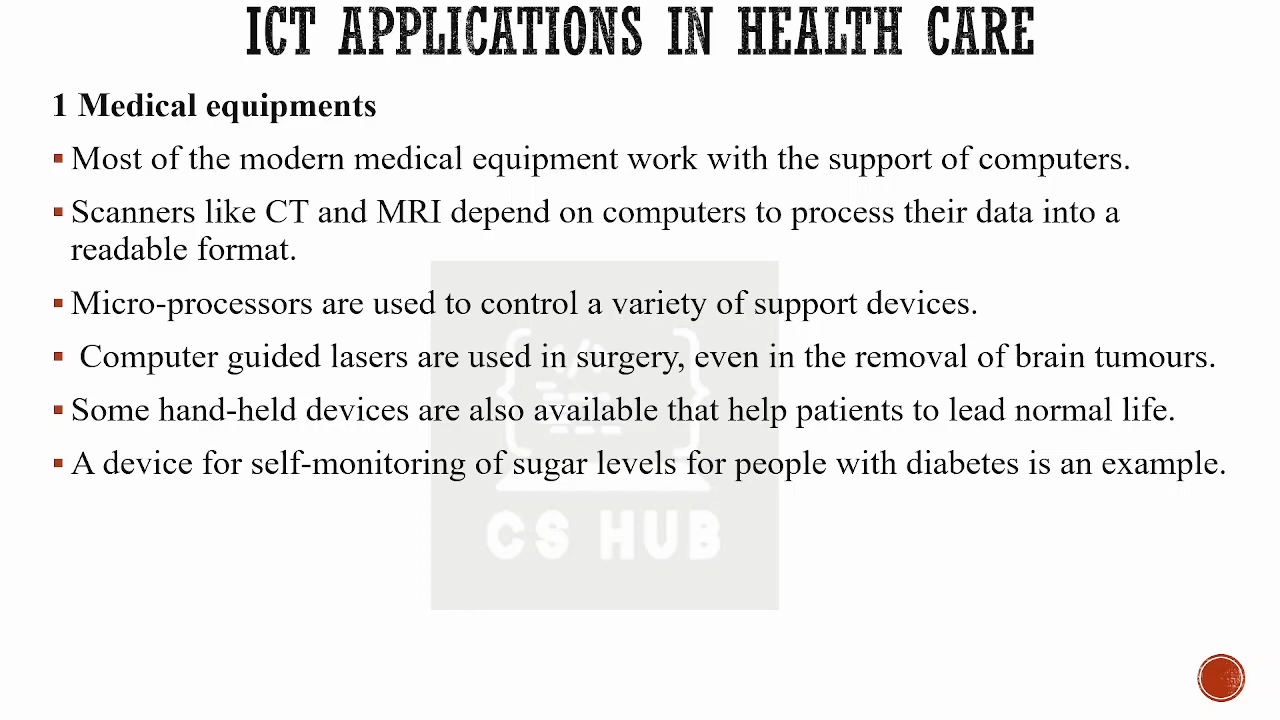 ICT APPLICATIONS IN HEALTH CARE
1 Medical equipments
▪ Most of the modern medical equipment work with the support of computers.
▪ Scanners like CT and MRI depend on computers to process their data into a
readable format.
▪ Micro-processors are used to control a variety of support devices.
▪ Computer guided lasers are used in surgery, even in the removal of brain tumours.
▪ Some hand-held devices are also available that help patients to lead normal life.
▪ A device for self-monitoring of sugar levels for people with diabetes is an example.
{</>}
CS HUB